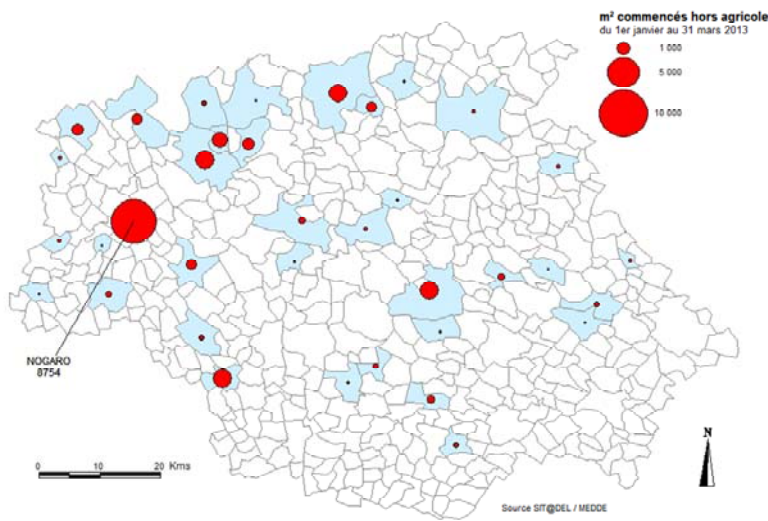 m² commencés hors agricole
du 1er janvier au 31 mars 2013
1 000
5 000
10 000
NOGARO
8754
0 10 20 Kms
N
Source SIT@DEL / MEDDE